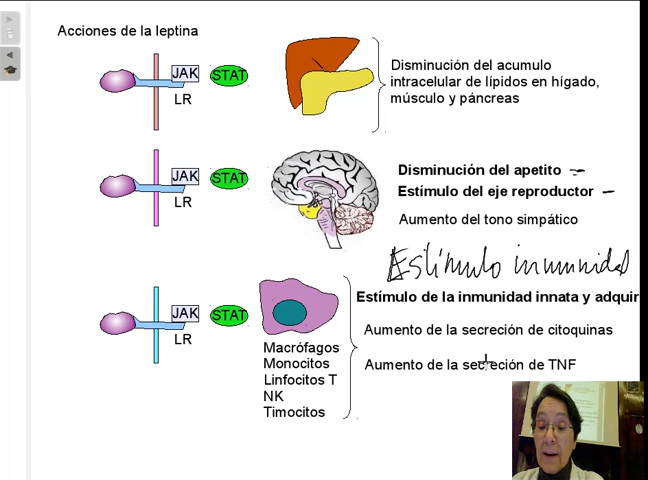 Acciones de la leptina
JAK
STAT
LR
Disminución del acumulo
intracelular de lípidos en hígado,
músculo y páncreas
JAK
STAT
LR
Disminución del apetito
Estímulo del eje reproductor
Aumento del tono simpático
Estímulo inmunidad
JAK
STAT
LR
Estímulo de la inmunidad innata y adquir
Aumento de la secreción de citoquinas
Aumento de la secreción de TNF
Macrófagos
Monocitos
Linfocitos T
NK
Timocitos